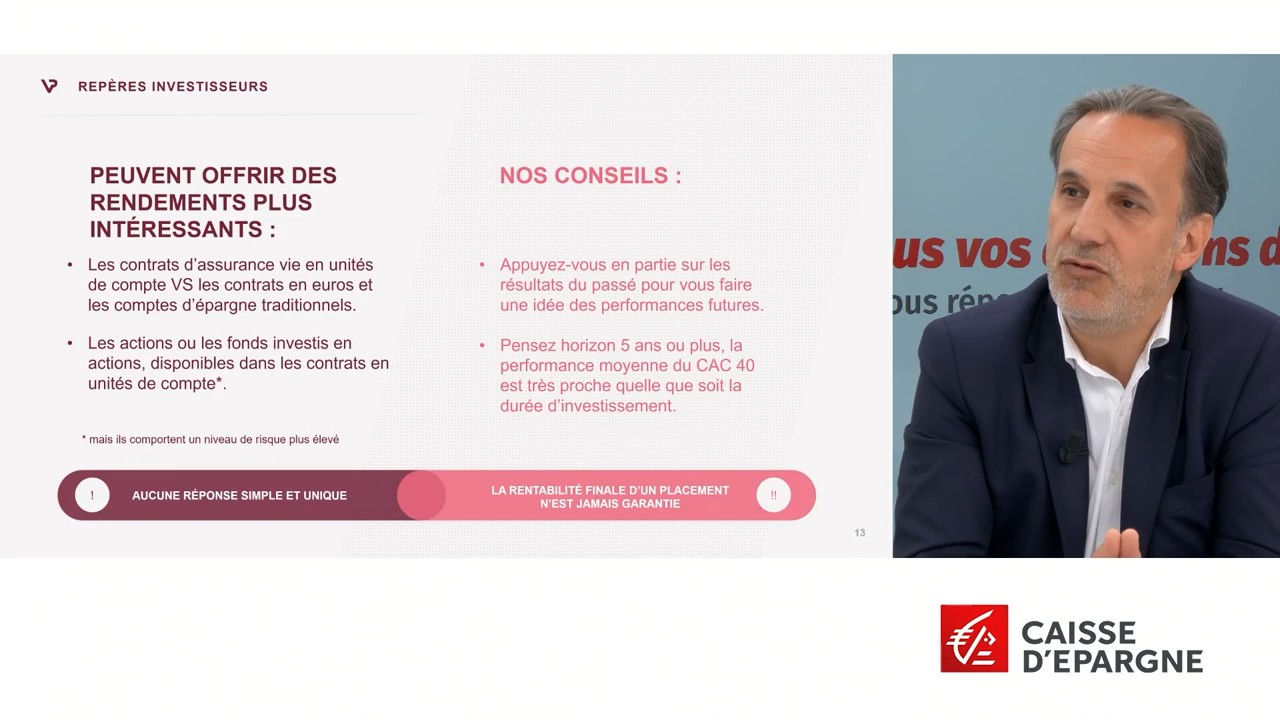 REPÈRES INVESTISSEURS
PEUVENT OFFRIR DES
RENDEMENTS PLUS
INTÉRESSANTS :
• Les contrats d’assurance vie en unités
de compte VS les contrats en euros et
les comptes d’épargne traditionnels.
• Les actions ou les fonds investis en
actions, disponibles dans les contrats en
unités de compte*.
* mais ils comportent un niveau de risque plus élevé
NOS CONSEILS :
• Appuyez-vous en partie sur les
résultats du passé pour vous faire
une idée des performances futures.
• Pensez horizon 5 ans ou plus, la
performance moyenne du CAC 40
est très proche quelle que soit la
durée d’investissement.
! AUCUNE RÉPONSE SIMPLE ET UNIQUE
LA RENTABILITÉ FINALE D’UN PLACEMENT
N’EST JAMAIS GARANTIE !!
13
us vos
CAISSE
D'EPARGNE